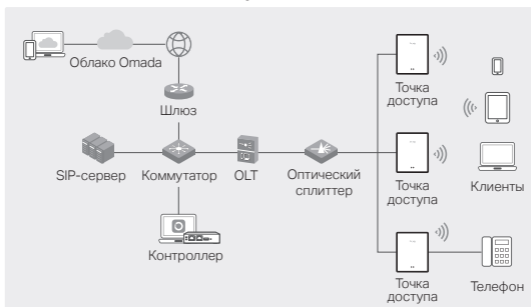 Облако Omada
Шлюз
Точка
доступа
SIP-сервер
Коммутатор
OLT
Оптический
сплиттер
Точка
доступа
Клиенты
Контроллер
Точка
доступа
Телефон